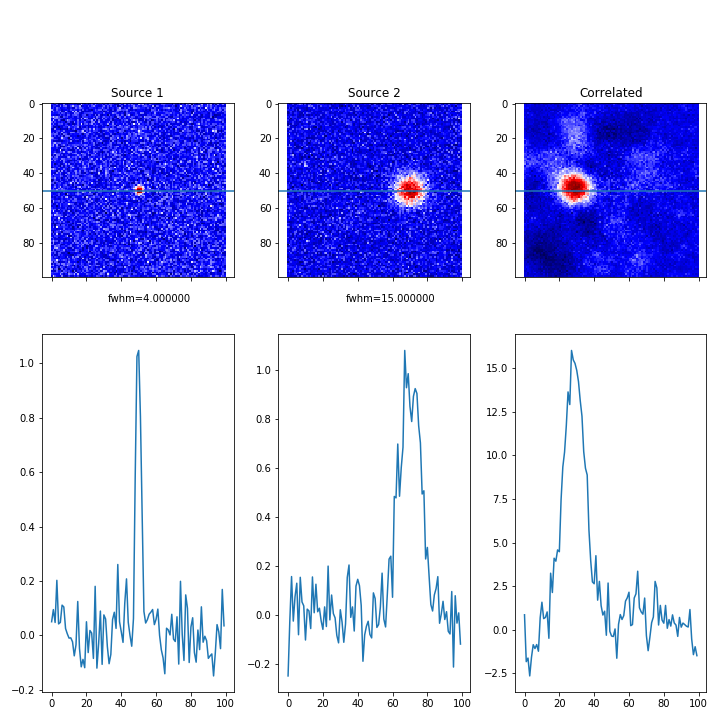 Source 1 Source 2 Correlated
0 0 0
20 20 20
40 40 40
60 60 60
80 80 80
fwhm=4.000000 fwhm=15.000000
1.0 1.0 15.0
0.8 0.8 12.5
0.6 0.6 10.0
0.4 0.4 7.5
0.2 0.2 5.0
0.0 0.0 2.5
−0.2 −0.2 0.0
−2.5
0 20 40 60 80 100 0 20 40 60 80 100 0 20 40 60 80 100